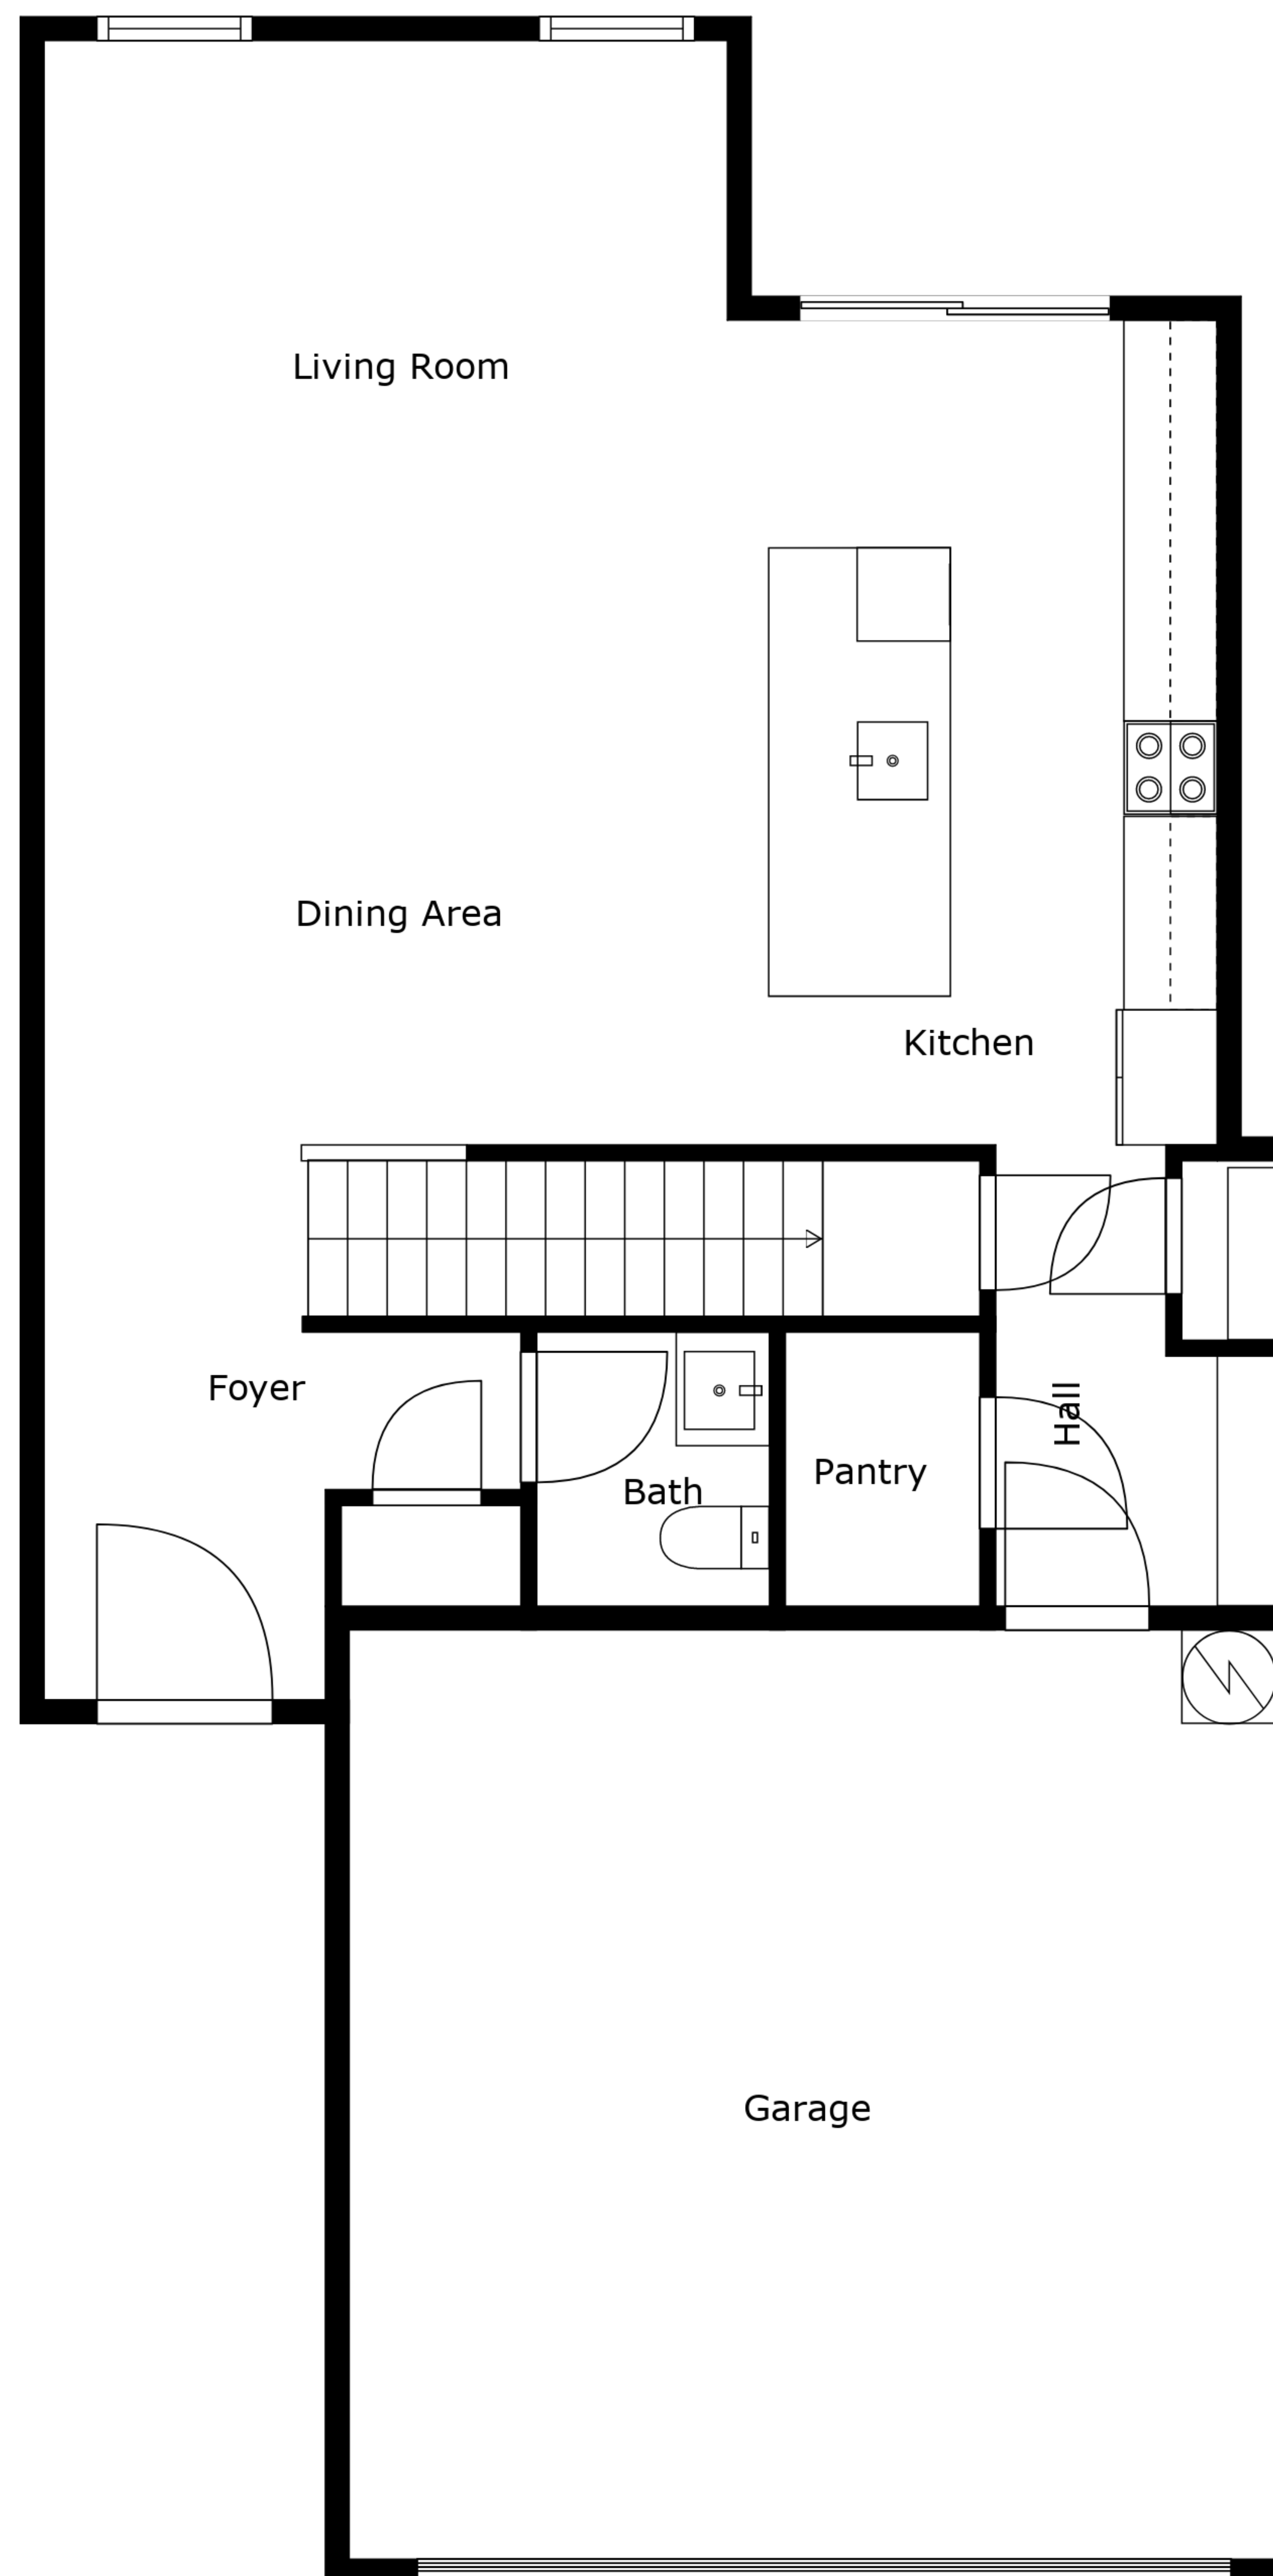 Living Room
Dining Area
Kitchen
Foyer
Hall
Pantry
Bath
Garage